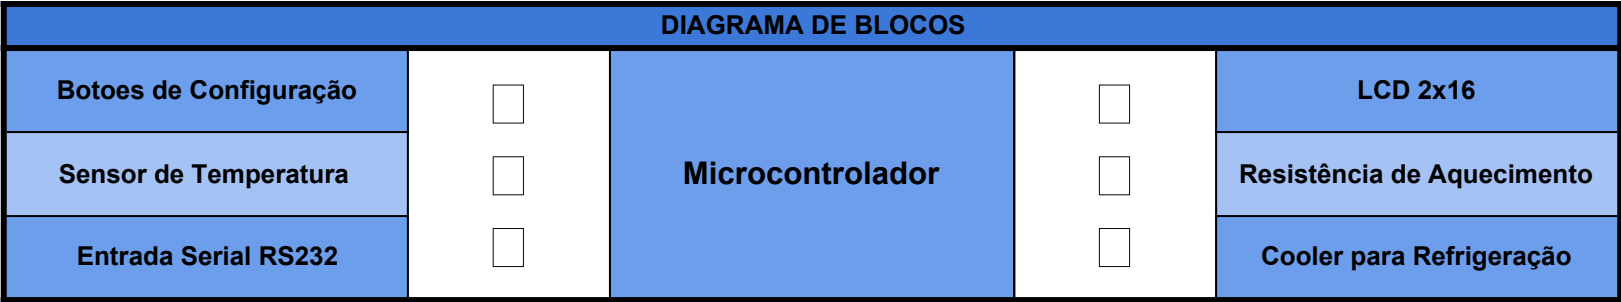 DIAGRAMA DE BLOCOS
Botoes de Configuração
LCD 2x16
Sensor de Temperatura
Microcontrolador
Resistência de Aquecimento
Entrada Serial RS232
Cooler para Refrigeração